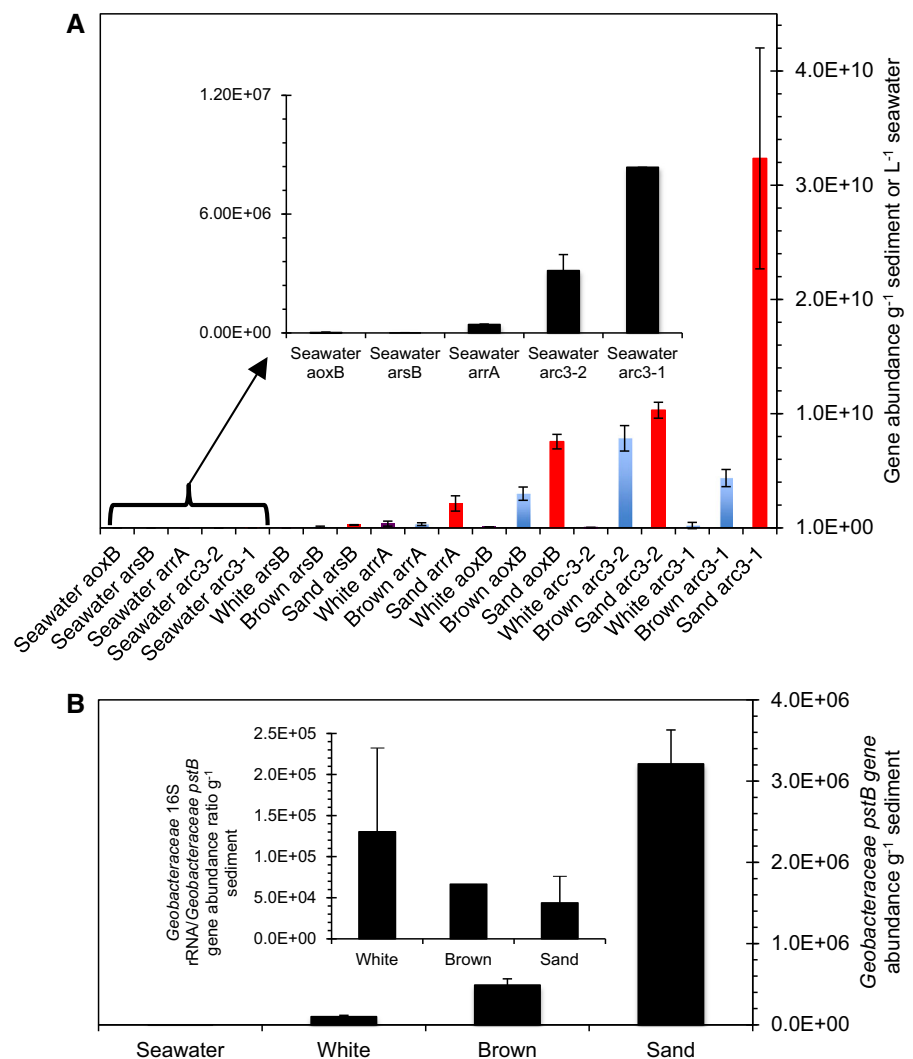 A
1.20E+07
6.00E+06
0.00E+00
Seawater aoxB
Seawater arsB
Seawater arrA
Seawater arc3-2
Seawater arc3-1
4.0E+10
3.0E+10
2.0E+10
1.0E+10
1.0E+00
Gene abundance g-1 sediment or L-1 seawater
Seawater aoxB
Seawater arsB
Seawater arrA
Seawater arc3-2
Seawater arc3-1
White arsB
Brown arsB
Sand arsB
White arrA
Brown arrA
Sand arrA
White aoxB
Brown aoxB
Sand aoxB
White arc-3-2
Brown arc3-2
Sand arc3-2
White arc3-1
Brown arc3-1
Sand arc3-1
B
Geobacteraceae 16S
rRNA/Geobacteraceae pstB
gene abundance ratio g-1
sediment
2.5E+05
2.0E+05
1.5E+05
1.0E+05
5.0E+04
0.0E+00
White
Brown
Sand
4.0E+06
3.0E+06
2.0E+06
1.0E+06
0.0E+00
Geobacteraceae pstB gene
abundance g-1 sediment
Seawater
White
Brown
Sand